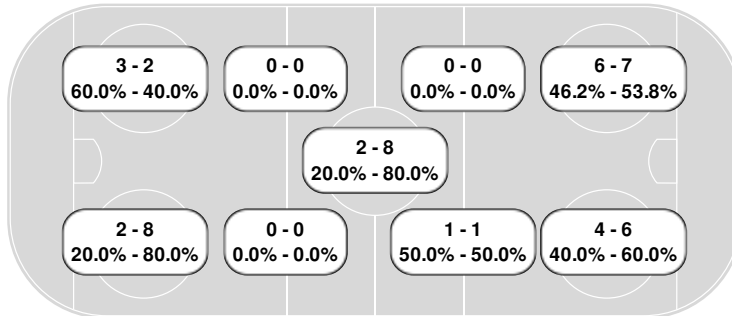 3 - 2
60.0% - 40.0%
0 - 0
0.0% - 0.0%
0 - 0
0.0% - 0.0%
6 - 7
46.2% - 53.8%
2 - 8
20.0% - 80.0%
2 - 8
20.0% - 80.0%
0 - 0
0.0% - 0.0%
1 - 1
50.0% - 50.0%
4 - 6
40.0% - 60.0%